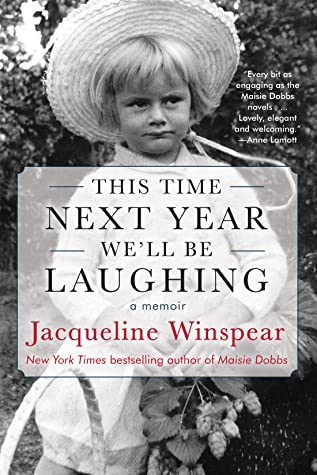 "Every bit as
engaging as the
Maisie Dobbs
novels . . .
Lovely, elegant
and welcoming."
—Anne Lamott
THIS TIME
NEXT YEAR
WE'LL BE
LAUGHING
a memoir
Jacqueline Winspear
New York Times bestselling author of Maisie Dobbs